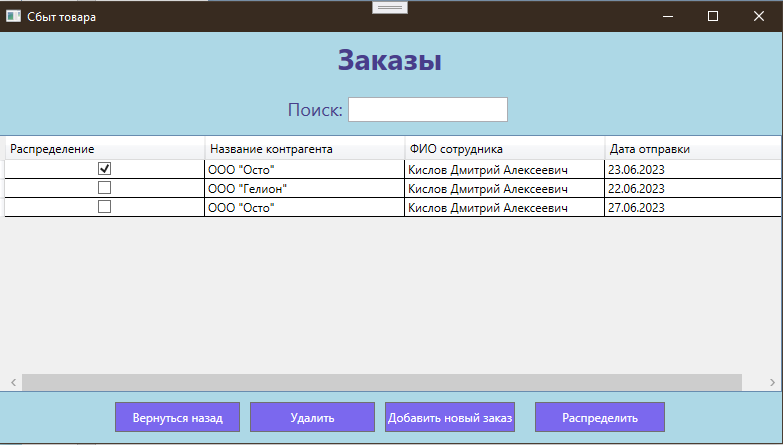 Сбыт товара
Заказы
Поиск:
Распределение Название контрагента ФИО сотрудника Дата отправки
ООО "Осто" Кислов Дмитрий Алексеевич 23.06.2023
ООО "Гелион" Кислов Дмитрий Алексеевич 22.06.2023
ООО "Осто" Кислов Дмитрий Алексеевич 27.06.2023
Вернуться назад Удалить Добавить новый заказ Распределить